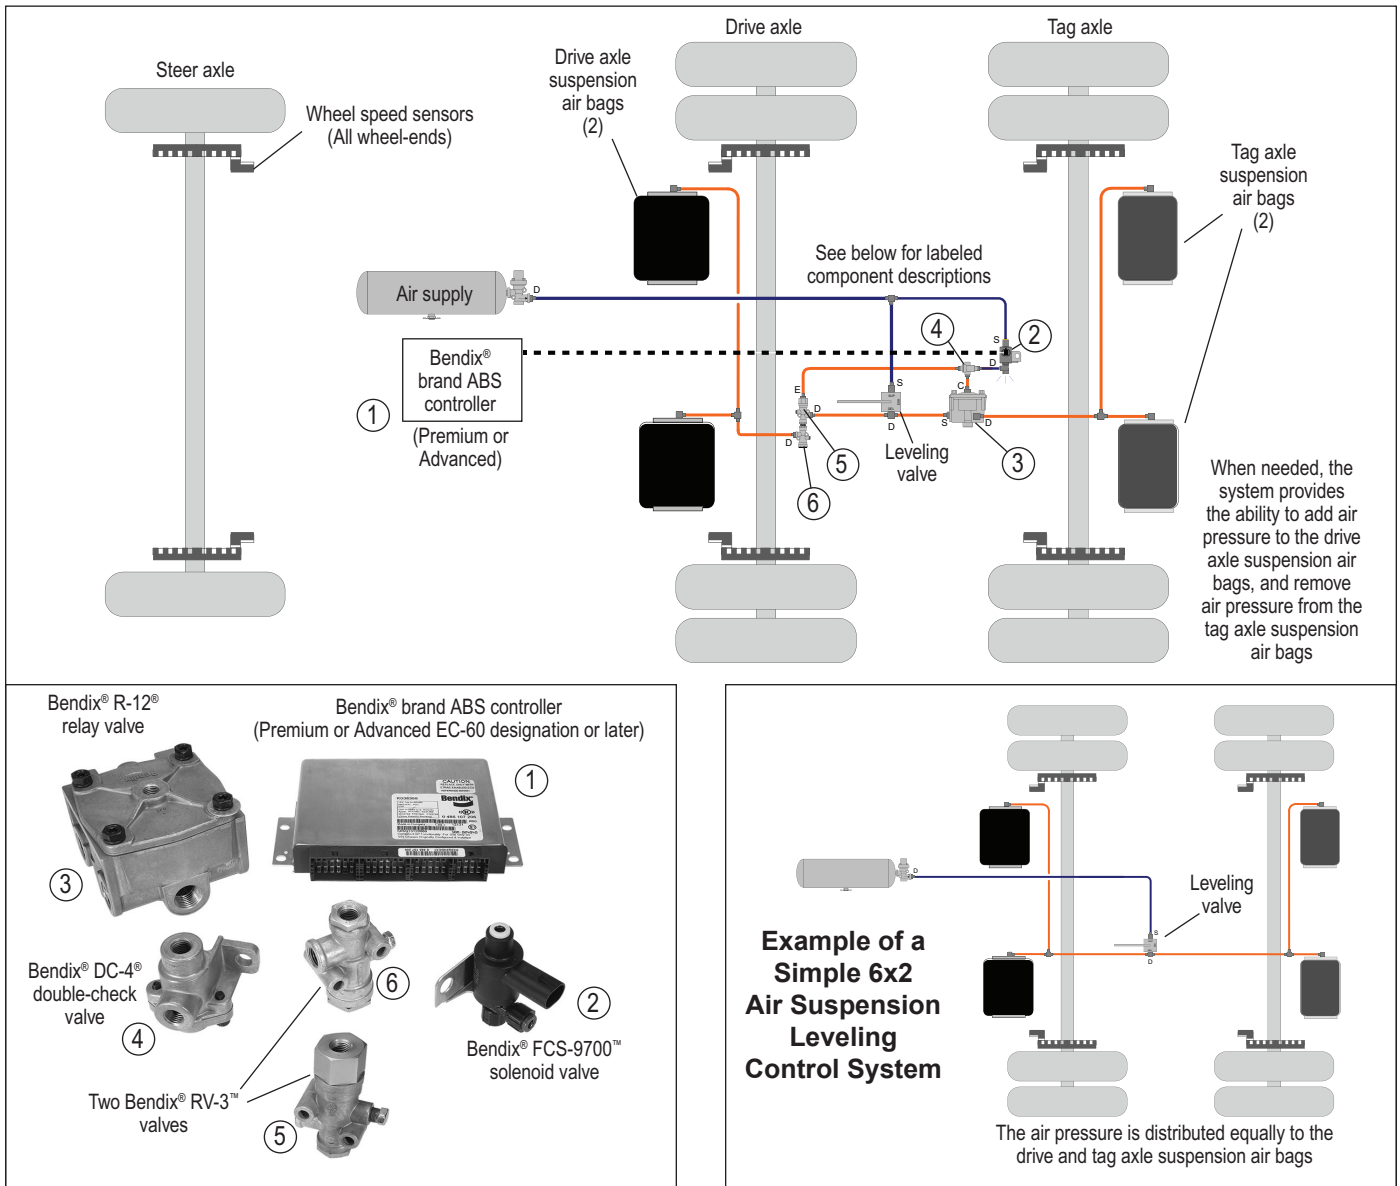 Steer axle
Wheel speed sensors
(All wheel-ends)
Drive axle
suspension
air bags
(2)
Drive axle
Tag axle
Tag axle
suspension
air bags
(2)
See below for labeled
component descriptions
Air supply
D
Bendix®
brand ABS
controller
1
(Premium or
Advanced)
4
2
S
D
E
S
C
D
D
S
D
D
5
6
Leveling
valve
3
When needed, the
system provides
the ability to add air
pressure to the drive
axle suspension air
bags, and remove
air pressure from the
tag axle suspension
air bags
Bendix® R-12®
relay valve
3
Bendix® brand ABS controller
(Premium or Advanced EC-60 designation or later)
1
CAUTION
Bendix
Bendix® DC-4®
double-check
valve
4
6
2
Bendix® FCS-9700™
solenoid valve
Two Bendix® RV-3™
valves
5
D
S
D
Leveling
valve
Example of a
Simple 6x2
Air Suspension
Leveling
Control System
The air pressure is distributed equally to the
drive and tag axle suspension air bags